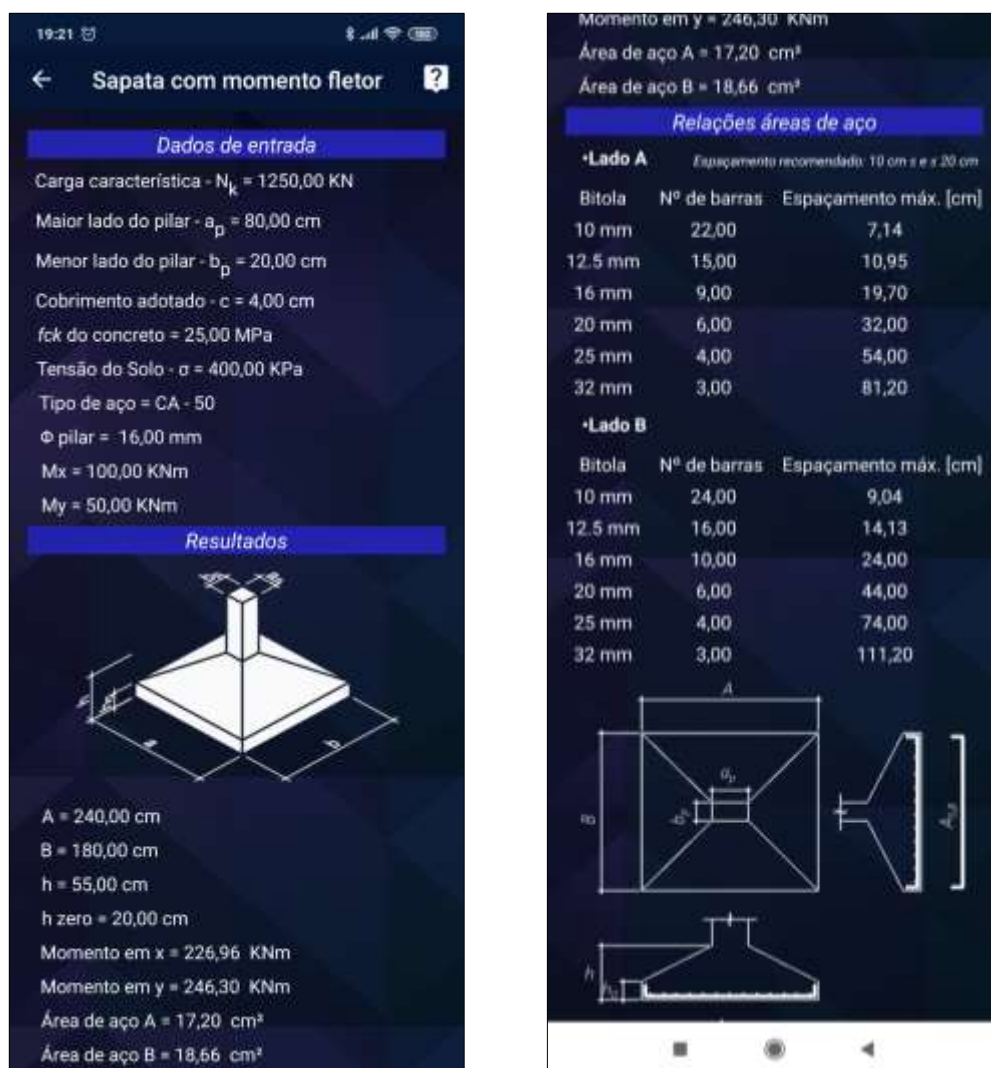 19:21
Sapata com momento fletor
?
Dados de entrada
Carga característica - Nk = 1250,00 KN
Maior lado do pilar - ap = 80,00 cm
Menor lado do pilar - bp = 20,00 cm
Cobrimento adotado - c = 4,00 cm
fck do concreto = 25,00 MPa
Tensão do Solo - σ = 400,00 KPa
Tipo de aço = CA - 50
Φ pilar = 16,00 mm
Mx = 100,00 KNm
My = 50,00 KNm
Resultados
h
a
b
A = 240,00 cm
B = 180,00 cm
h = 55,00 cm
h zero = 20,00 cm
Momento em x = 226,96 KNm
Momento em y = 246,30 KNm
Área de aço A = 17,20 cm²
Área de aço B = 18,66 cm²
Momento em y = 246,30 KNm
Área de aço A = 17,20 cm²
Área de aço B = 18,66 cm²
Relações áreas de aço
•Lado A Espaçamento recomendado: 10 cm ≤ e ≤ 20 cm
Bitola Nº de barras Espaçamento máx. [cm]
10 mm 22,00 7,14
12.5 mm 15,00 10,95
16 mm 9,00 19,70
20 mm 6,00 32,00
25 mm 4,00 54,00
32 mm 3,00 81,20
•Lado B
Bitola Nº de barras Espaçamento máx. [cm]
10 mm 24,00 9,04
12.5 mm 16,00 14,13
16 mm 10,00 24,00
20 mm 6,00 44,00
25 mm 4,00 74,00
32 mm 3,00 111,20
A
ap
B
bp
h
h0